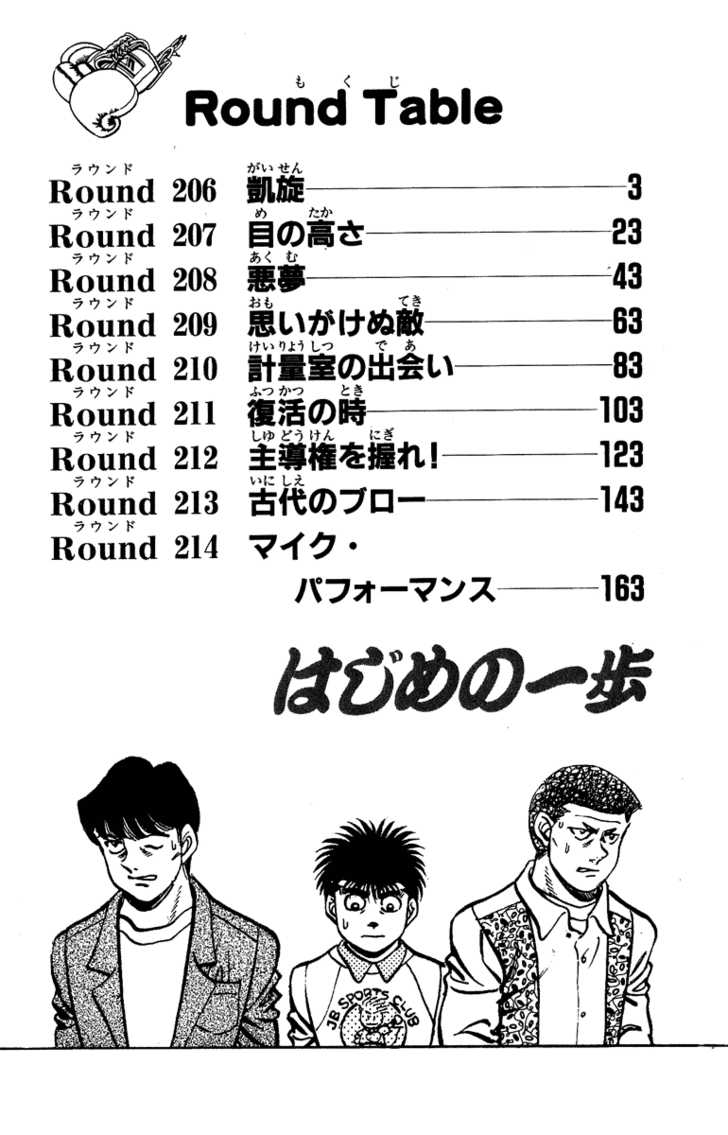 もくじ
Round Table
ラウンド がいせん
Round 206 凱旋 3
ラウンド め たか
Round 207 目の高さ 23
ラウンド あくむ
Round 208 悪夢 43
ラウンド おも てき
Round 209 思いがけぬ敵 63
ラウンド けいりょうしつ であ
Round 210 計量室の出会い 83
ラウンド ふっかつ とき
Round 211 復活の時 103
ラウンド しゅどうけん にぎ
Round 212 主導権を握れ! 123
ラウンド いにしえ
Round 213 古代のブロー 143
ラウンド
Round 214 マイク・
パフォーマンス 163
はじめの一歩
JB SPORTS CLUB